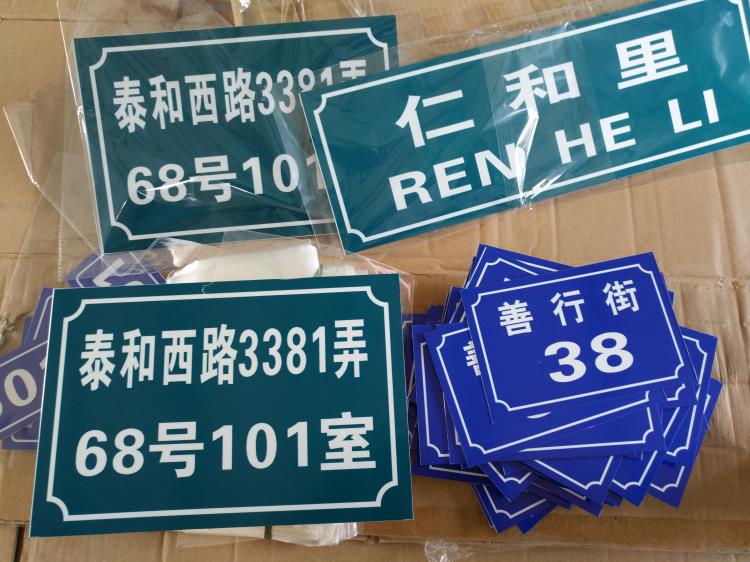 泰和西路3381弄
68号101
仁和里
REN HE LI
泰和西路3381弄
68号101室
善行街
38